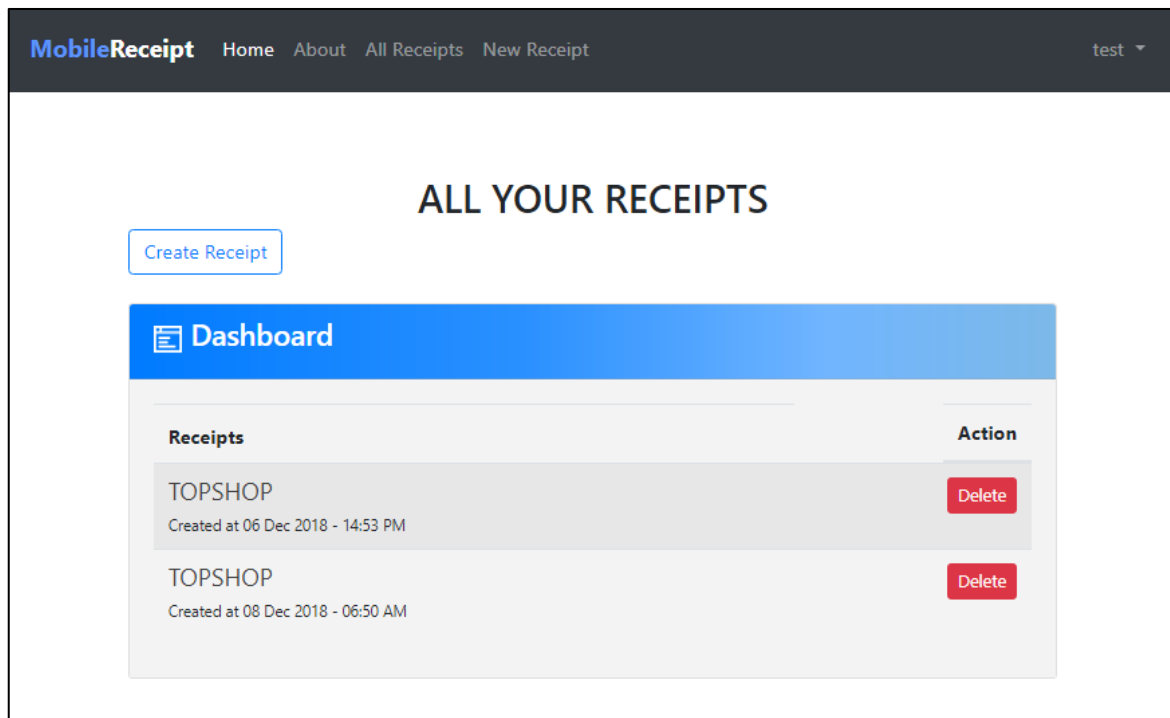 MobileReceipt Home About All Receipts New Receipt test
ALL YOUR RECEIPTS
Create Receipt
Dashboard
Receipts Action
TOPSHOP Delete
Created at 06 Dec 2018 - 14:53 PM
TOPSHOP Delete
Created at 08 Dec 2018 - 06:50 AM